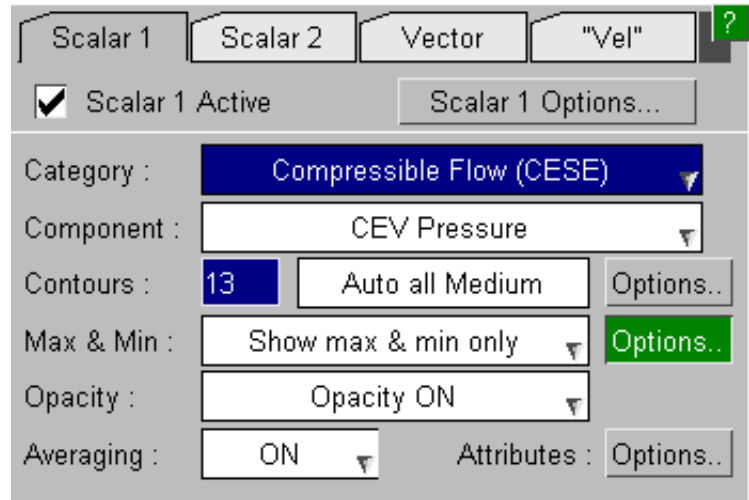 Scalar 1 Scalar 2 Vector "Vel" ?
Scalar 1 Active Scalar 1 Options...
Category : Compressible Flow (CESE)
Component : CEV Pressure
Contours : 13 Auto all Medium Options..
Max & Min : Show max & min only Options..
Opacity : Opacity ON
Averaging : ON Attributes : Options..